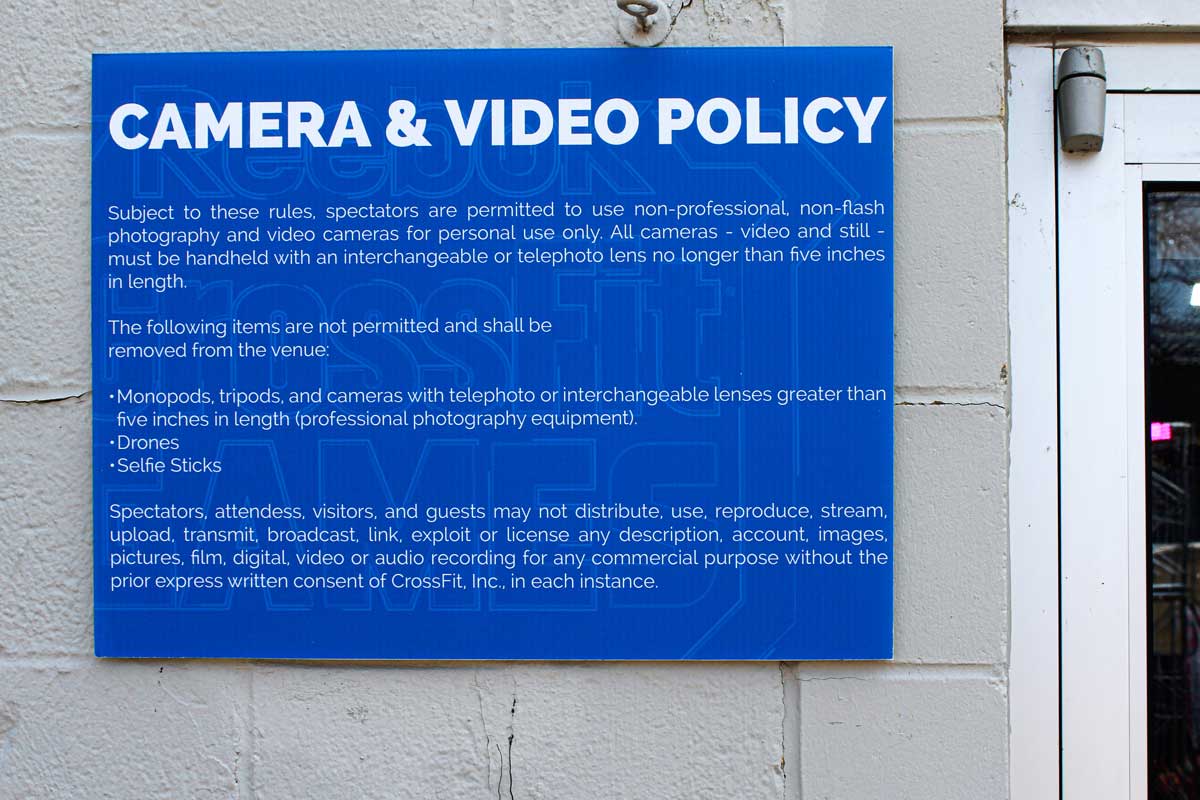 CAMERA & VIDEO POLICY
Reebok
Subject to these rules, spectators are permitted to use non-professional, non-flash
photography and video cameras for personal use only. All cameras - video and still -
must be handheld with an interchangeable or telephoto lens no longer than five inches
in length.
CrossFit
The following items are not permitted and shall be
removed from the venue:
•Monopods, tripods, and cameras with telephoto or interchangeable lenses greater than
five inches in length (professional photography equipment).
•Drones
•Selfie Sticks
GAMES
Spectators, attendess, visitors, and guests may not distribute, use, reproduce, stream,
upload, transmit, broadcast, link, exploit or license any description, account, images,
pictures, film, digital, video or audio recording for any commercial purpose without the
prior express written consent of CrossFit, Inc., in each instance.